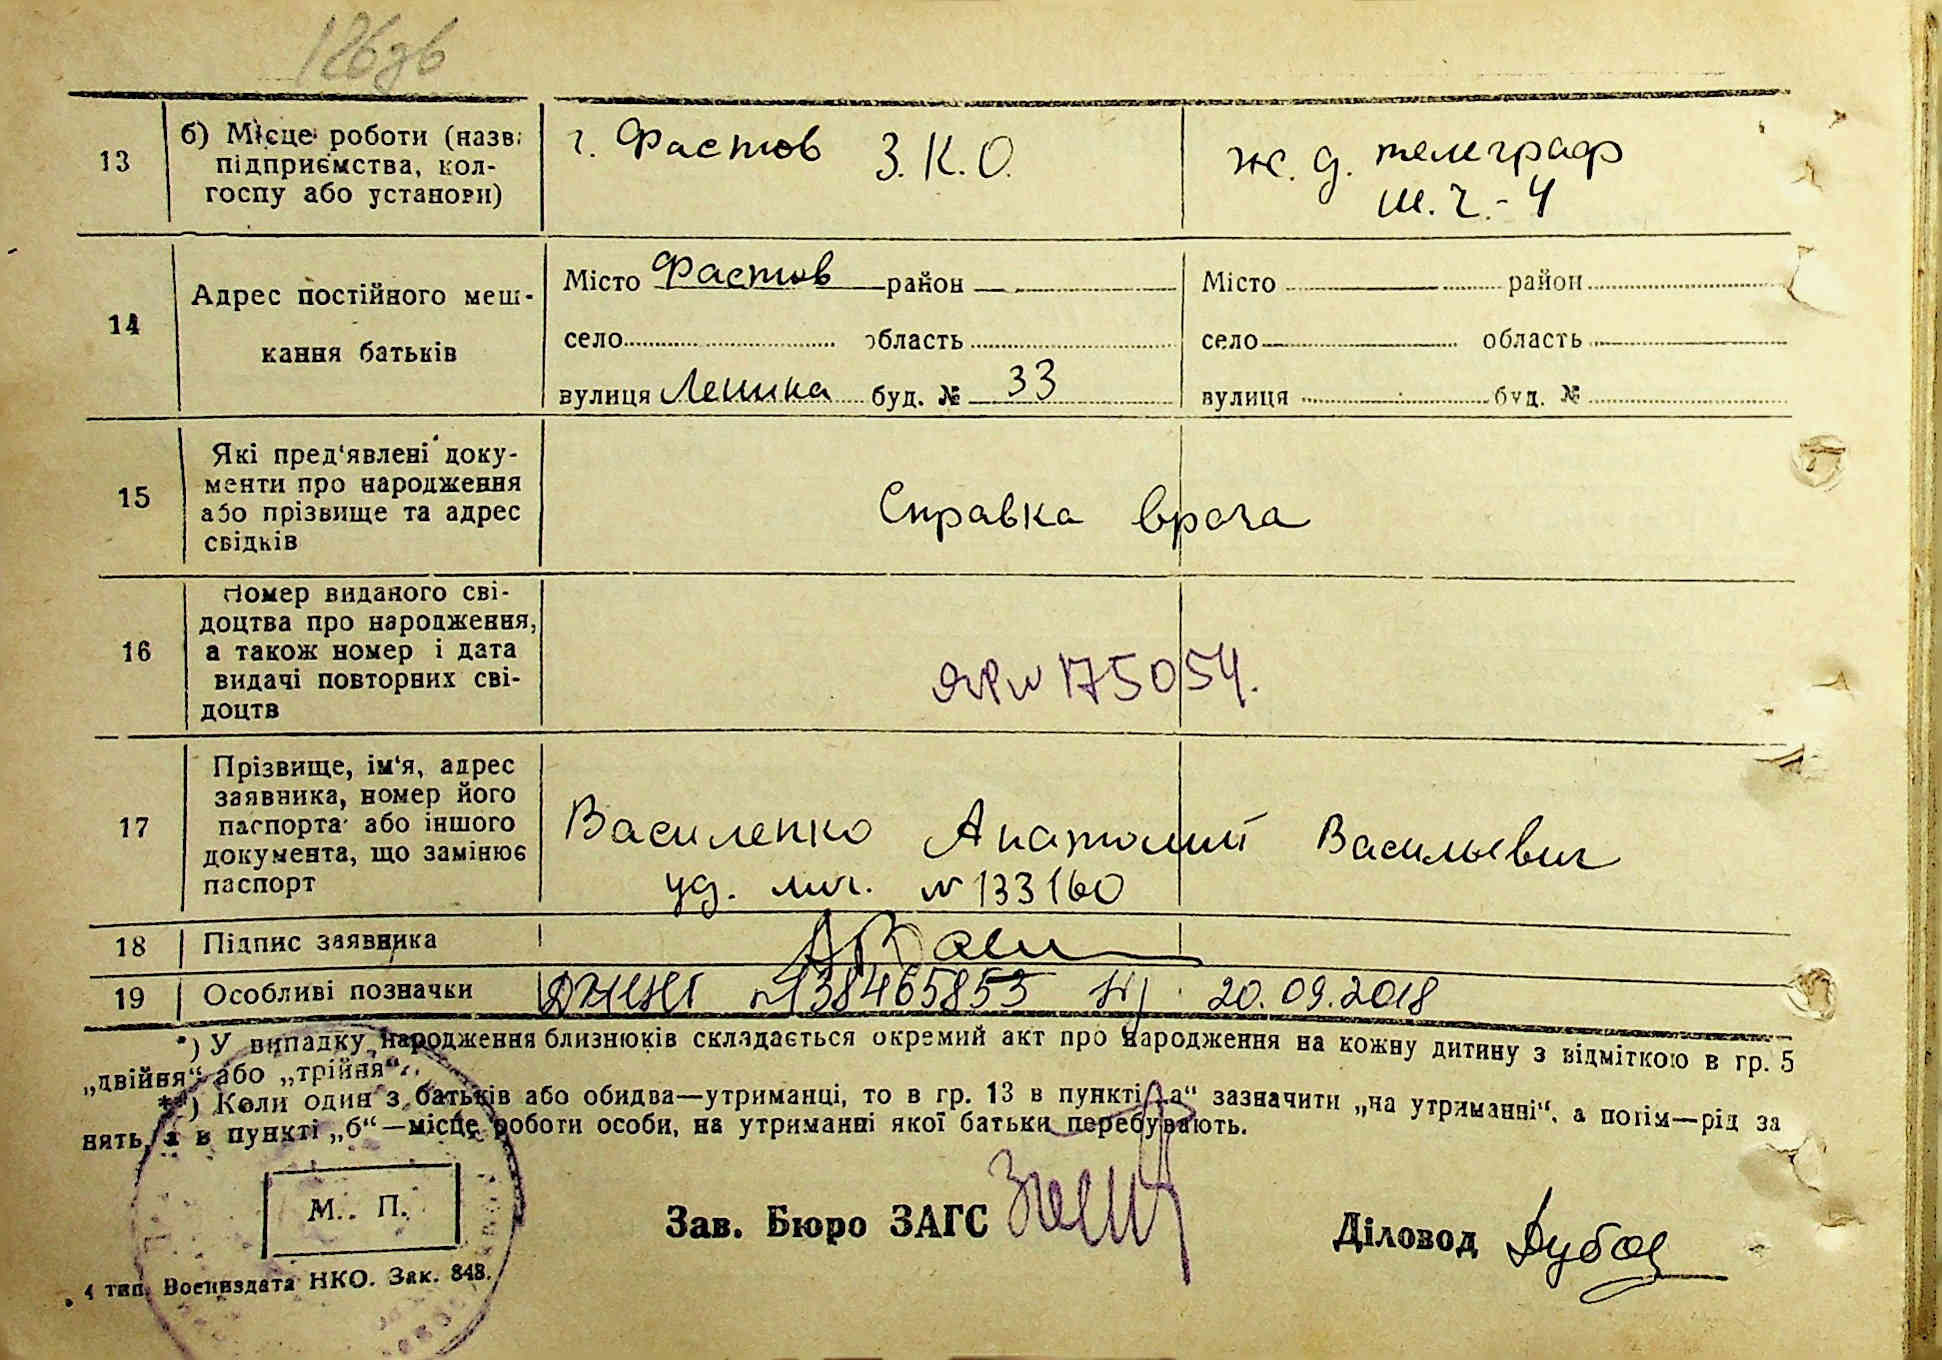 126зв
13
б) Місце роботи (назва
підприємства, кол-
госпу або установи)
г. Фастов З.К.О.
ж. д. телеграф
ш.ч.-4
14
Адрес постійного меш-
кання батьків
Місто Фастов район
село область
вулиця Ленина буд. № 33
Місто район
село область
вулиця буд. №
15
Які пред'явлені доку-
менти про народження
або прізвище та адрес
свідків
Справка врача
16
Номер виданого сві-
доцтва про народження,
а також номер і дата
видачі повторних сві-
доцтв
№ 175054.
17
Прізвище, ім'я, адрес
заявника, номер його
паспорта або іншого
документа, що замінює
паспорт
Василенко Анатолий Васильевич
уд. лич. № 133160
18 Підпис заявника
АВаси
19 Особливі позначки
№138465853 20.09.2018
*) У випадку народження близнюків складається окремий акт про народження на кожну дитину з відміткою в гр. 5
„двійня“ або „трійня“.
**) Коли один з батьків або обидва—утриманці, то в гр. 13 в пункті „а“ зазначити „на утриманні“, а потім—рід за
нять, а в пункті „б“—місце роботи особи, на утриманні якої батьки перебувають.
М. П.
Зав. Бюро ЗАГС
Діловод
4 тип. Воениздата НКО. Зак. 848.